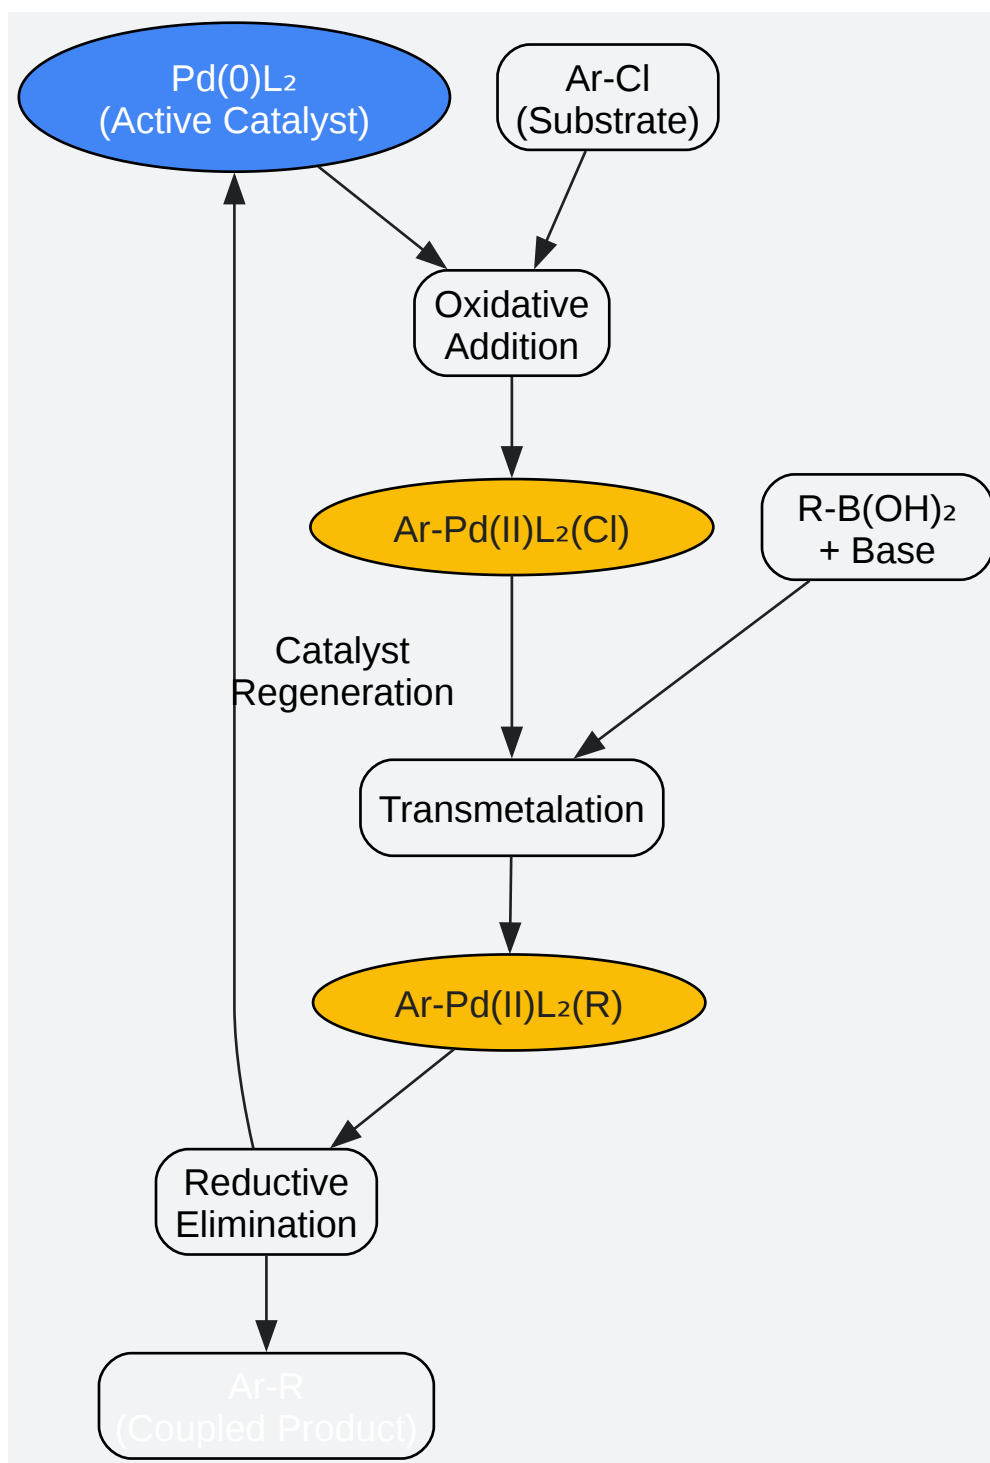 Pd(0)L₂
(Active Catalyst)
Ar-Cl
(Substrate)
Oxidative
Addition
Ar-Pd(II)L₂(Cl)
R-B(OH)₂
+ Base
Catalyst
Regeneration
Transmetalation
Ar-Pd(II)L₂(R)
Reductive
Elimination
Ar-R
(Coupled Product)